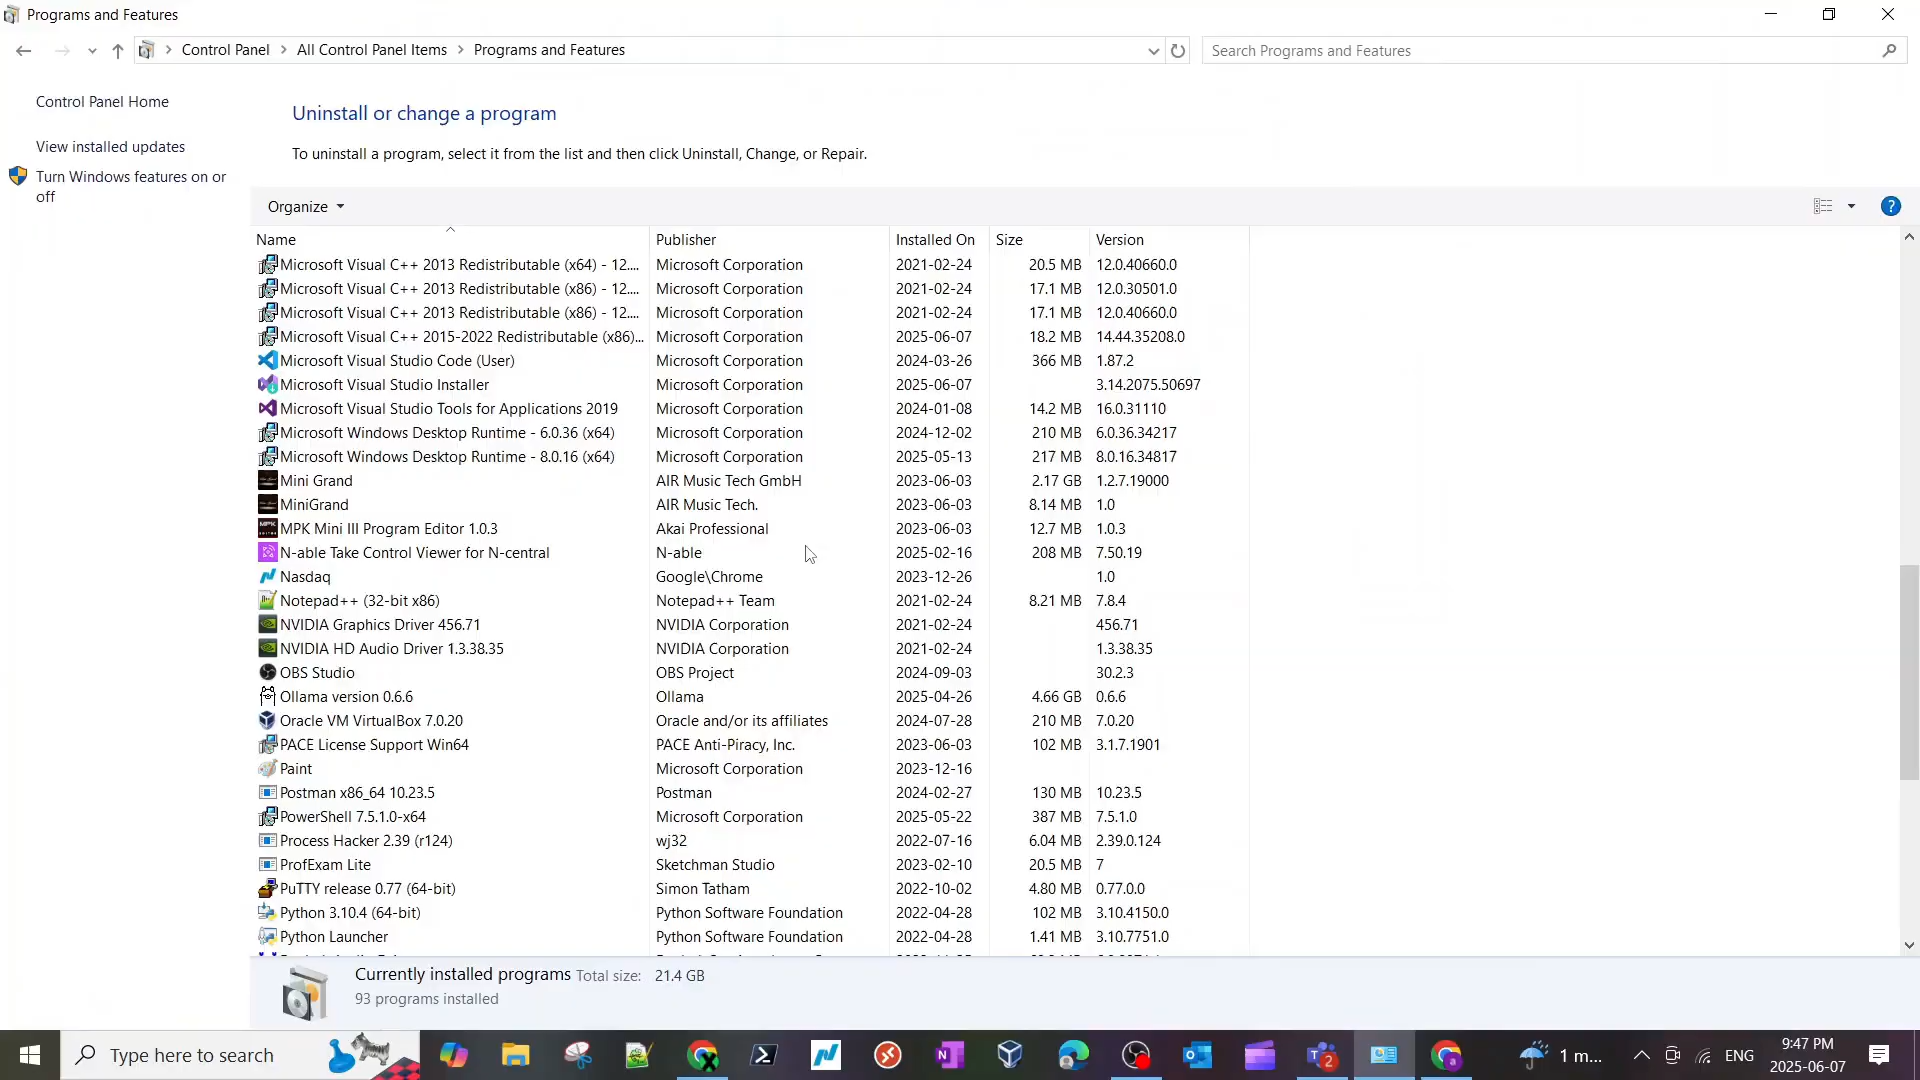 Programs and Features
Control Panel > All Control Panel Items > Programs and Features
Search Programs and Features
Control Panel Home
View installed updates
Turn Windows features on or
off
Uninstall or change a program
To uninstall a program, select it from the list and then click Uninstall, Change, or Repair.
Organize
Name Publisher Installed On Size Version
Microsoft Visual C++ 2013 Redistributable (x64) - 12.... Microsoft Corporation 2021-02-24 20.5 MB 12.0.40660.0
Microsoft Visual C++ 2013 Redistributable (x86) - 12.... Microsoft Corporation 2021-02-24 17.1 MB 12.0.30501.0
Microsoft Visual C++ 2013 Redistributable (x86) - 12.... Microsoft Corporation 2021-02-24 17.1 MB 12.0.40660.0
Microsoft Visual C++ 2015-2022 Redistributable (x86)... Microsoft Corporation 2025-06-07 18.2 MB 14.44.35208.0
Microsoft Visual Studio Code (User) Microsoft Corporation 2024-03-26 366 MB 1.87.2
Microsoft Visual Studio Installer Microsoft Corporation 2025-06-07 3.14.2075.50697
Microsoft Visual Studio Tools for Applications 2019 Microsoft Corporation 2024-01-08 14.2 MB 16.0.31110
Microsoft Windows Desktop Runtime - 6.0.36 (x64) Microsoft Corporation 2024-12-02 210 MB 6.0.36.34217
Microsoft Windows Desktop Runtime - 8.0.16 (x64) Microsoft Corporation 2025-05-13 217 MB 8.0.16.34817
Mini Grand AIR Music Tech GmbH 2023-06-03 2.17 GB 1.2.7.19000
MiniGrand AIR Music Tech. 2023-06-03 8.14 MB 1.0
MPK Mini III Program Editor 1.0.3 Akai Professional 2023-06-03 12.7 MB 1.0.3
N-able Take Control Viewer for N-central N-able 2025-02-16 208 MB 7.50.19
Nasdaq Google\Chrome 2023-12-26 1.0
Notepad++ (32-bit x86) Notepad++ Team 2021-02-24 8.21 MB 7.8.4
NVIDIA Graphics Driver 456.71 NVIDIA Corporation 2021-02-24 456.71
NVIDIA HD Audio Driver 1.3.38.35 NVIDIA Corporation 2021-02-24 1.3.38.35
OBS Studio OBS Project 2024-09-03 30.2.3
Ollama version 0.6.6 Ollama 2025-04-26 4.66 GB 0.6.6
Oracle VM VirtualBox 7.0.20 Oracle and/or its affiliates 2024-07-28 210 MB 7.0.20
PACE License Support Win64 PACE Anti-Piracy, Inc. 2023-06-03 102 MB 3.1.7.1901
Paint Microsoft Corporation 2023-12-16
Postman x86_64 10.23.5 Postman 2024-02-27 130 MB 10.23.5
PowerShell 7.5.1.0-x64 Microsoft Corporation 2025-05-22 387 MB 7.5.1.0
Process Hacker 2.39 (r124) wj32 2022-07-16 6.04 MB 2.39.0.124
ProfExam Lite Sketchman Studio 2023-02-10 20.5 MB 7
PuTTY release 0.77 (64-bit) Simon Tatham 2022-10-02 4.80 MB 0.77.0.0
Python 3.10.4 (64-bit) Python Software Foundation 2022-04-28 102 MB 3.10.4150.0
Python Launcher Python Software Foundation 2022-04-28 1.41 MB 3.10.7751.0
Currently installed programs Total size: 21.4 GB
93 programs installed
Type here to search
1 m...
ENG
9:47 PM
2025-06-07